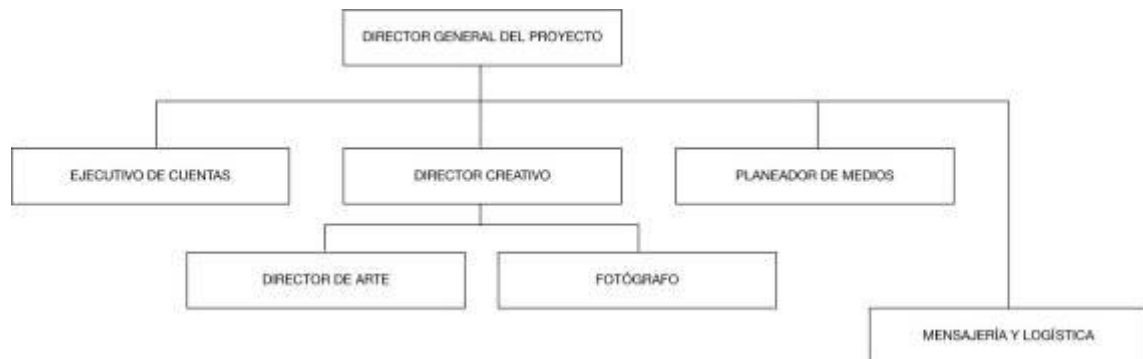 DIRECTOR GENERAL DEL PROYECTO
EJECUTIVO DE CUENTAS
DIRECTOR CREATIVO
PLANEADOR DE MEDIOS
DIRECTOR DE ARTE
FOTÓGRAFO
MENSAJERÍA Y LOGÍSTICA